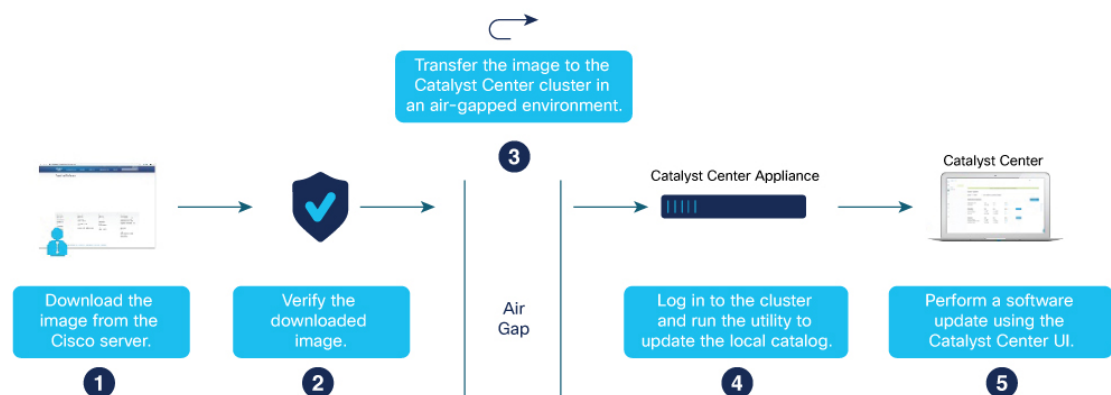 Transfer the image to the
Catalyst Center cluster in
an air-gapped environment.
3
Catalyst Center Appliance
Catalyst Center
Download the
image from the
Cisco server.
1
Verify the
downloaded
image.
2
Air
Gap
Log in to the cluster
and run the utility to
update the local catalog.
4
Perform a software
update using the
Catalyst Center UI.
5